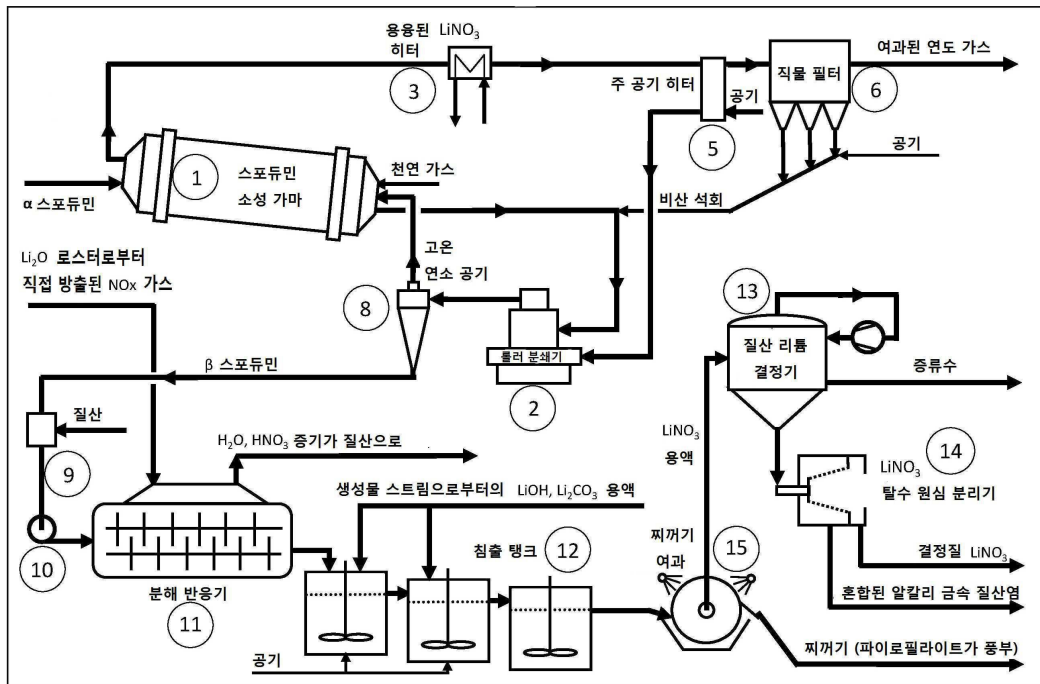 용융된 LiNO3
히터
3
주 공기 히터
공기
5
직물 필터
6
여과된 연도 가스
공기
1
스포듀민
소성 가마
천연 가스
α 스포듀민
비산 석회
Li2O 로스터로부터
직접 방출된 NOx 가스
고온
연소 공기
8
롤러 분쇄기
2
β 스포듀민
13
질산 리튬
결정기
증류수
질산
9
H2O, HNO3 증기가 질산으로
LiNO3
용액
LiNO3
14
탈수 원심 분리기
생성물 스트림으로부터의 LiOH, Li2CO3 용액
10
분해 반응기
11
침출 탱크
12
찌꺼기
여과
15
결정질 LiNO3
혼합된 알칼리 금속 질산염
공기
찌꺼기 (파이로필라이트가 풍부)